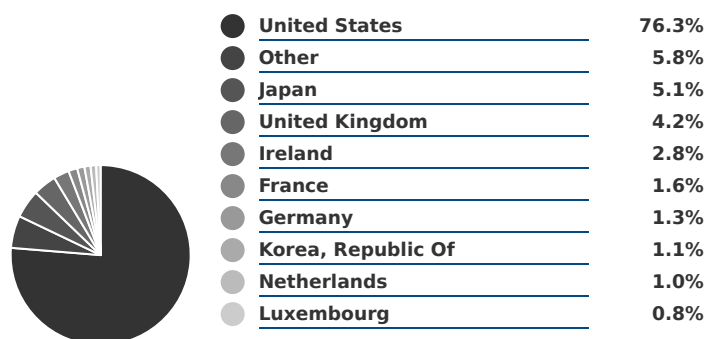 United States 76.3%
Other 5.8%
Japan 5.1%
United Kingdom 4.2%
Ireland 2.8%
France 1.6%
Germany 1.3%
Korea, Republic Of 1.1%
Netherlands 1.0%
Luxembourg 0.8%